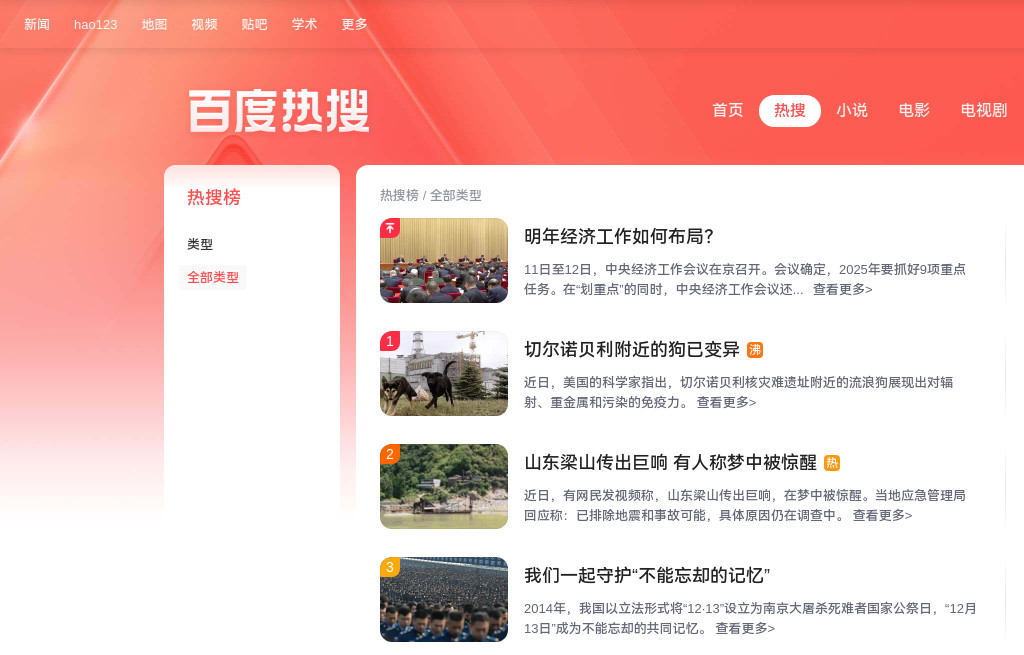 新闻 hao123 地图 视频 贴吧 学术 更多
百度热搜
首页 热搜 小说 电影 电视剧
热搜榜
类型
全部类型
热搜榜 / 全部类型
明年经济工作如何布局？
11日至12日，中央经济工作会议在京召开。会议确定，2025年要抓好9项重点
任务。在“划重点”的同时，中央经济工作会议还... 查看更多>
1
切尔诺贝利附近的狗已变异 沸
近日，美国的科学家指出，切尔诺贝利核灾难遗址附近的流浪狗展现出对辐
射、重金属和污染的免疫力。 查看更多>
2
山东梁山传出巨响 有人称梦中被惊醒 热
近日，有网民发视频称，山东梁山传出巨响，在梦中被惊醒。当地应急管理局
回应称：已排除地震和事故可能，具体原因仍在调查中。 查看更多>
3
我们一起守护“不能忘却的记忆”
2014年，我国以立法形式将“12·13”设立为南京大屠杀死难者国家公祭日，“12月
13日”成为不能忘却的共同记忆。 查看更多>